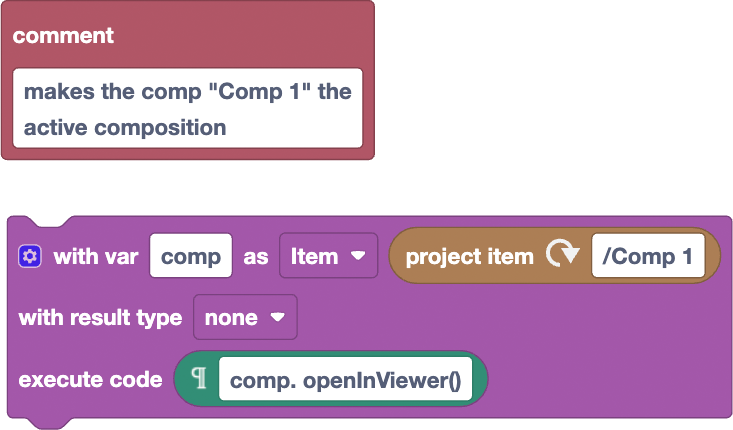 comment
makes the comp "Comp 1" the
active composition
with var comp as Item project item /Comp 1
with result type none
execute code ¶ comp. openInViewer()